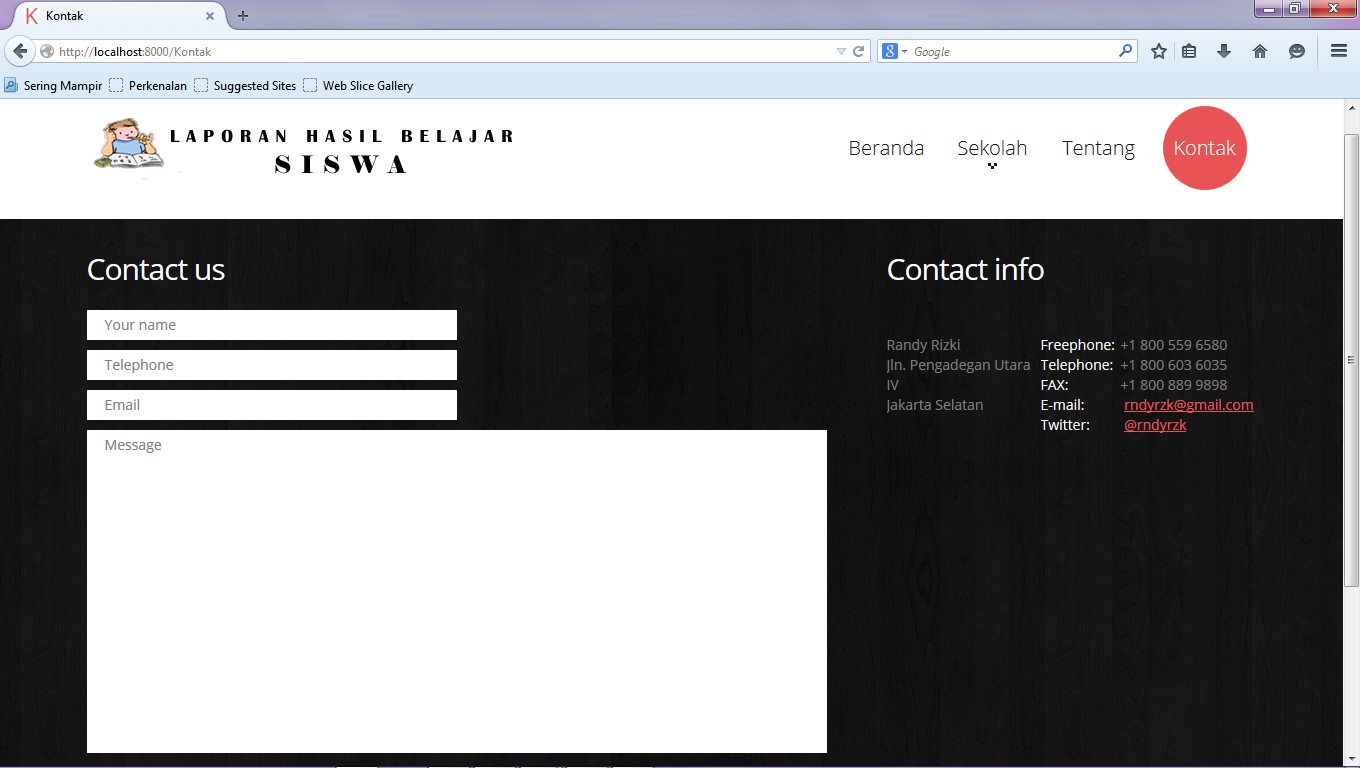 Kontak
http://localhost:8000/Kontak
Google
Sering Mampir Perkenalan Suggested Sites Web Slice Gallery
LAPORAN HASIL BELAJAR
SISWA
Beranda Sekolah Tentang Kontak
Contact us
Your name
Telephone
Email
Message
Contact info
Randy Rizki
Jln. Pengadegan Utara
IV
Jakarta Selatan
Freephone: +1 800 559 6580
Telephone: +1 800 603 6035
FAX: +1 800 889 9898
E-mail: rndyrzk@gmail.com
Twitter: @rndyrzk